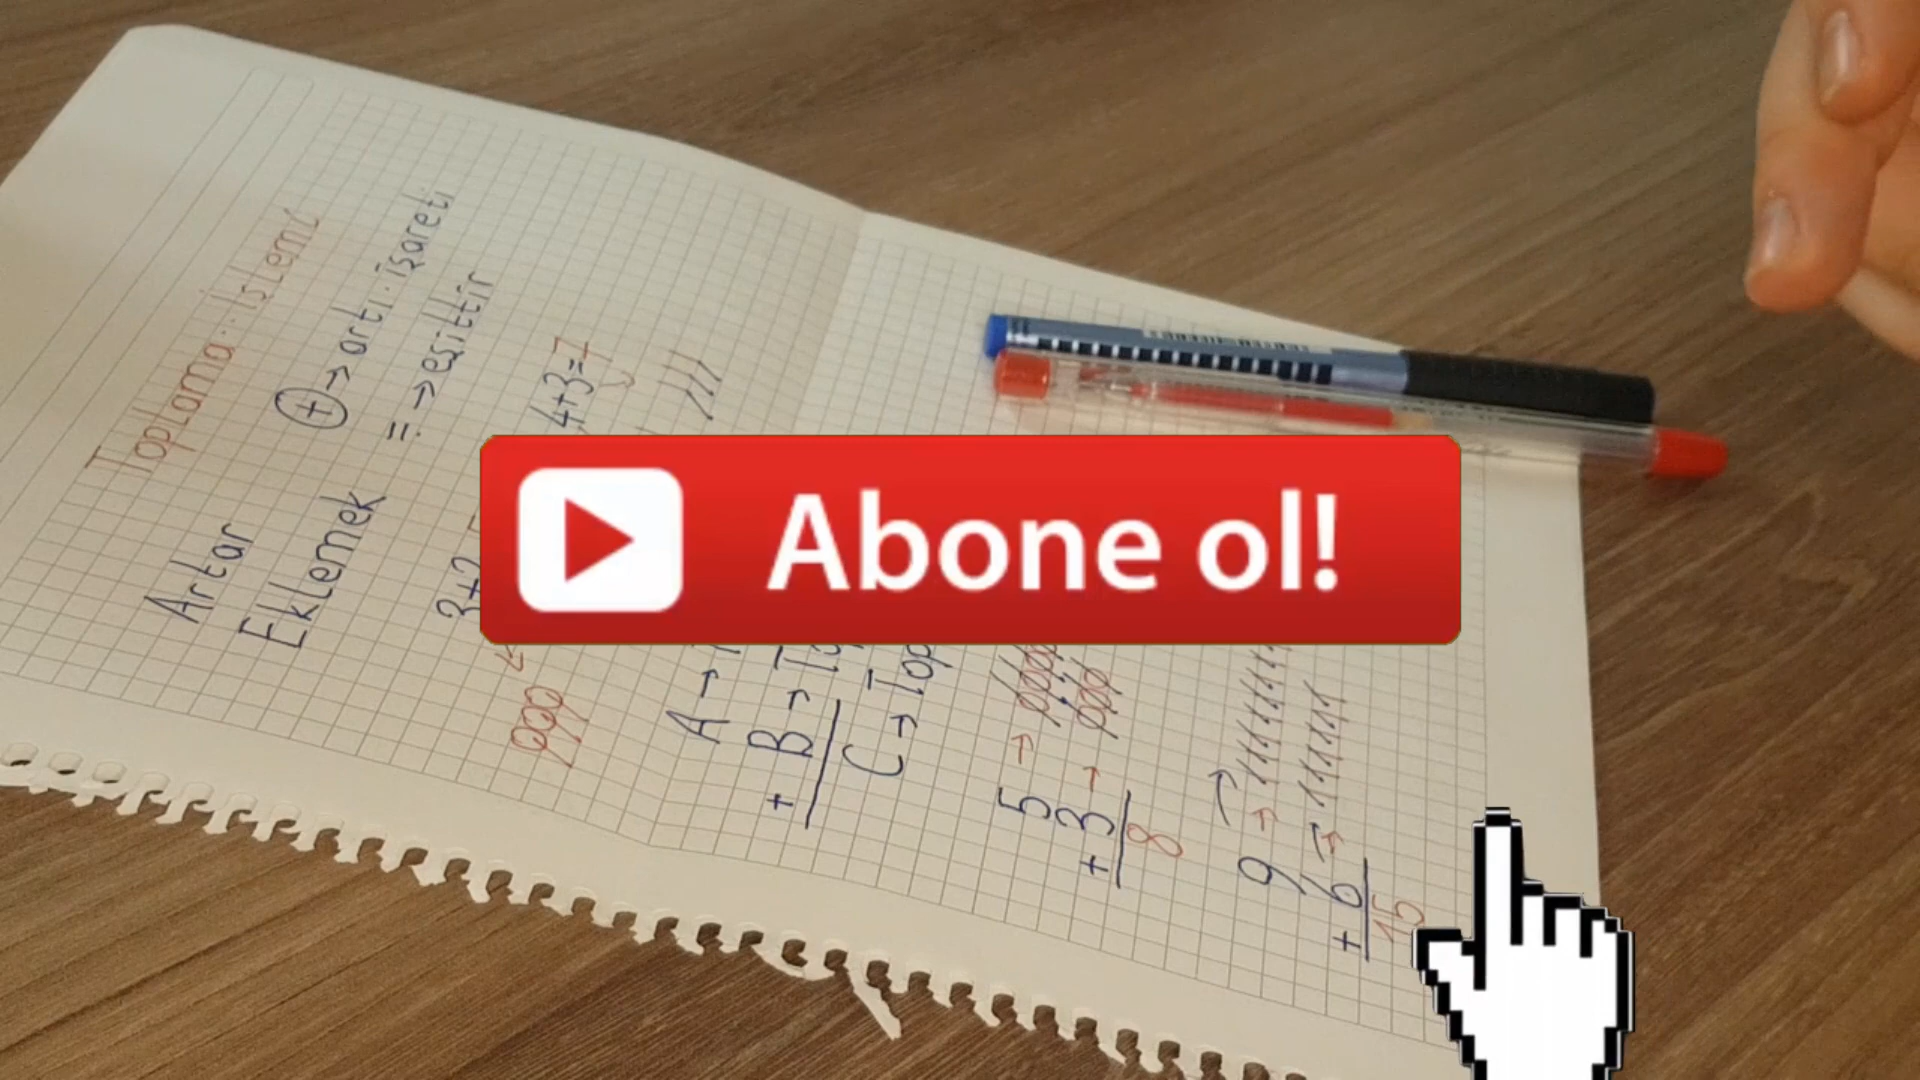 Toplama İşlemi
Artar
+ → artı işareti
Eklemek
= → eşittir
3+2
4+3=7
Abone ol!
A →
+ B →
C → Top
5 →
+ 3 →
8
9 →
+ 6 →
15